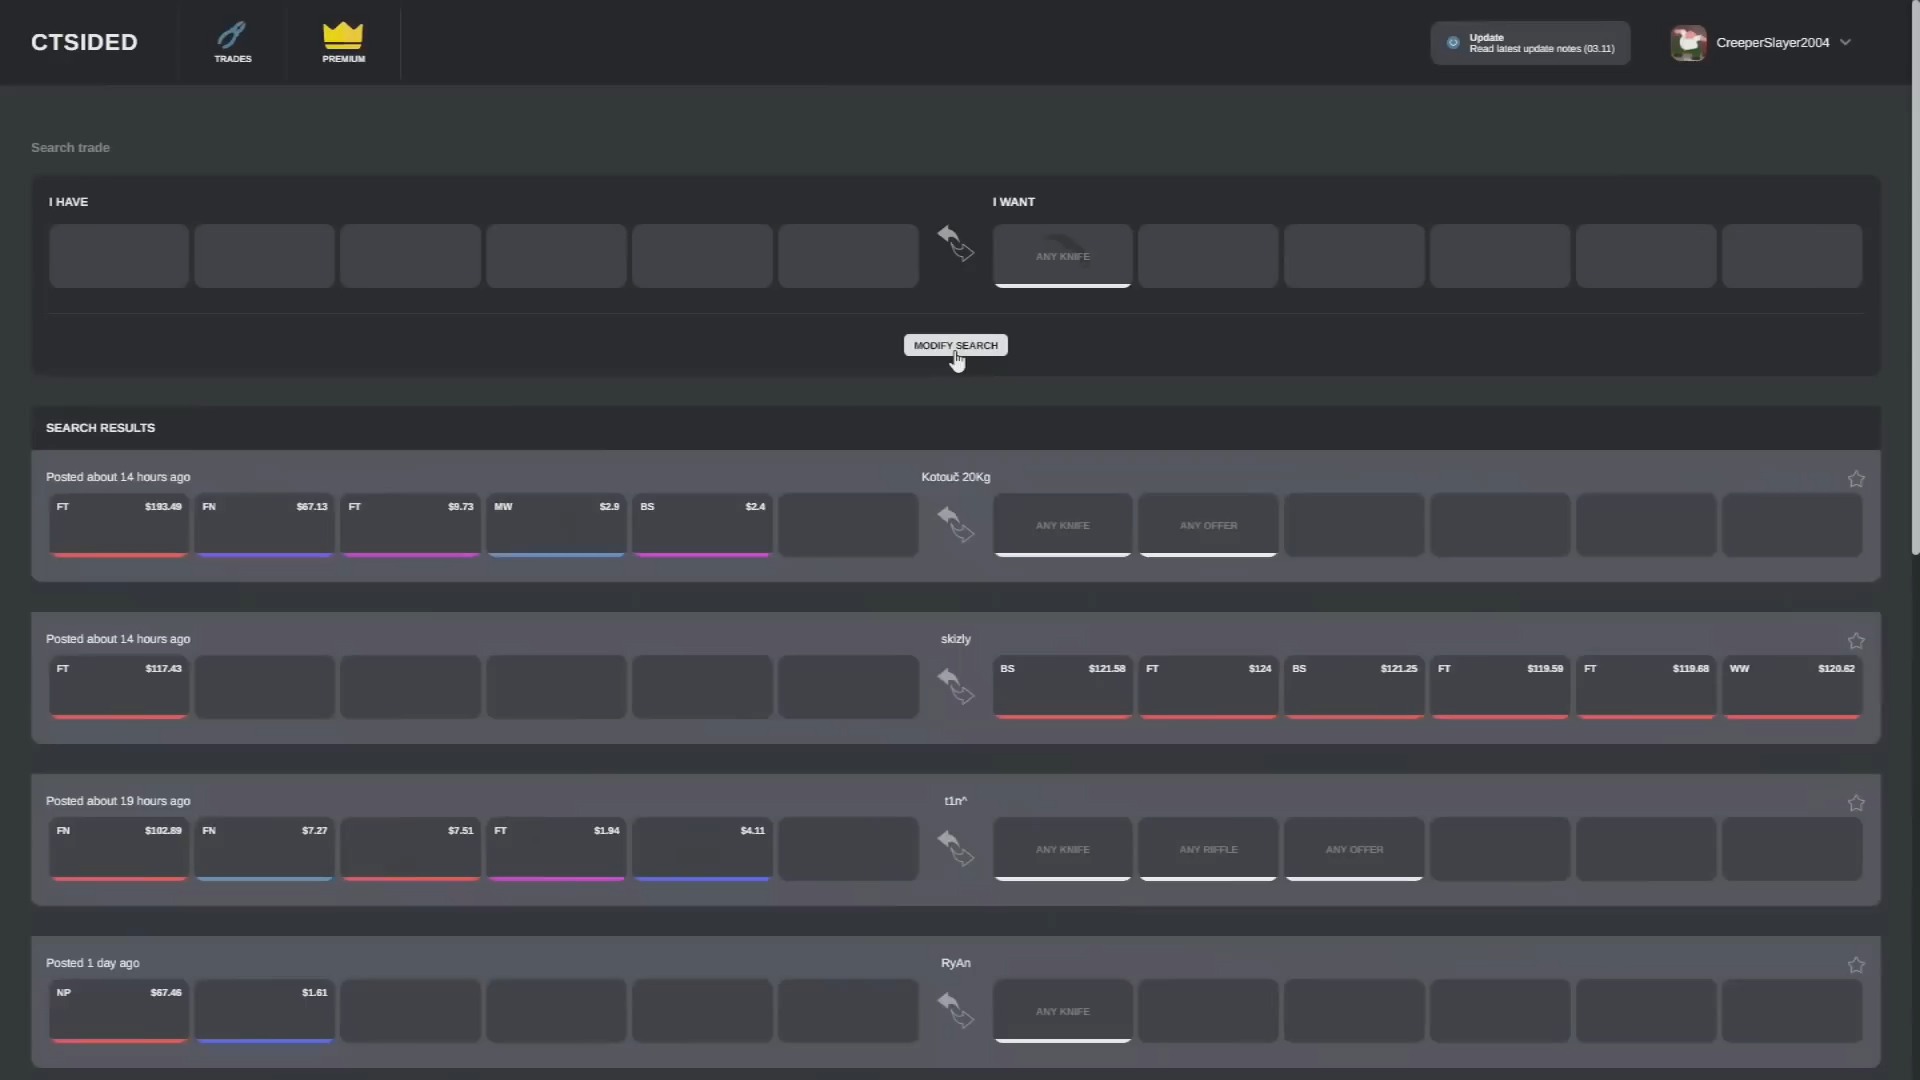 CTSIDED
TRADES
PREMIUM
Update
Read latest update notes (03.11)
CreeperSlayer2004
Search trade
I HAVE
I WANT
ANY KNIFE
MODIFY SEARCH
SEARCH RESULTS
Posted about 14 hours ago
Kotouč 20Kg
FT $193.49 FN $67.13 FT $9.73 MW $2.9 BS $2.4
ANY KNIFE ANY OFFER
Posted about 14 hours ago
skizly
FT $117.43
BS $121.58 FT $124 BS $121.25 FT $119.59 FT $119.68 WW $120.62
Posted about 19 hours ago
t1n^
FN $102.89 FN $7.27 $7.51 FT $1.94 $4.11
ANY KNIFE ANY RIFFLE ANY OFFER
Posted 1 day ago
RyAn
NP $67.46 $1.61
ANY KNIFE